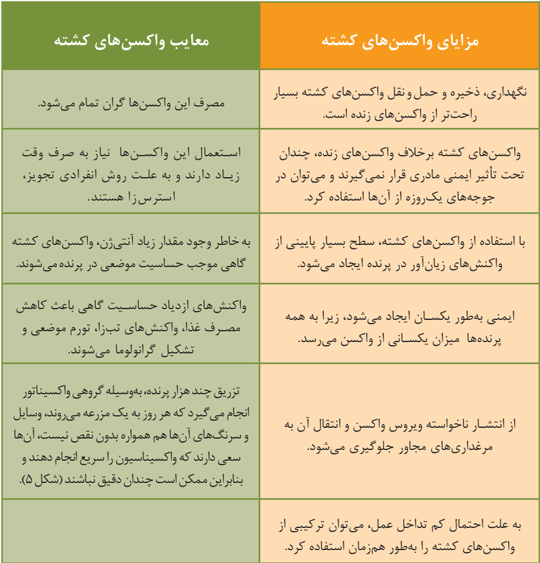 مزایای واکسن‌های کشته
معایب واکسن‌های کشته
نگهداری، ذخیره و حمل و نقل واکسن‌های کشته بسیار
راحت‌تر از واکسن‌های زنده است.
مصرف این واکسن‌ها گران تمام می‌شود.
واکسن‌های کشته برخلاف واکسن‌های زنده، چندان
تحت تأثیر ایمنی مادری قرار نمی‌گیرند و می‌توان در
جوجه‌های یک‌روزه از آن‌ها استفاده کرد.
استعمال این واکسن‌ها نیاز به صرف وقت
زیاد دارند و به علت روش انفرادی تجویز،
استرس‌زا هستند.
با استفاده از واکسن‌های کشته، سطح بسیار پایینی از
واکنش‌های زیان‌آور در پرنده ایجاد می‌شود.
به خاطر وجود مقدار زیاد آنتی‌ژن، واکسن‌های کشته
گاهی موجب حساسیت موضعی در پرنده می‌شوند.
ایمنی به‌طور یکسان ایجاد می‌شود، زیرا به همه
پرنده‌ها میزان یکسانی از واکسن می‌رسد.
واکنش‌های ازدیاد حساسیت گاهی باعث کاهش
مصرف غذا، واکنش‌های تب‌زا، تورم موضعی و
تشکیل گرانولوما می‌شوند.
از انتشار ناخواسته ویروس واکسن و انتقال آن به
مرغداری‌های مجاور جلوگیری می‌شود.
تزریق چند هزار پرنده، به‌وسیله گروهی واکسیناتور
انجام می‌گیرد که هر روز به یک مزرعه می‌روند، وسایل
و سرنگ‌های آن‌ها هم همواره بدون نقص نیست، آن‌ها
سعی دارند که واکسیناسیون را سریع انجام دهند و
بنابراین ممکن است چندان دقیق نباشند (شکل ۵).
به علت احتمال کم تداخل عمل، می‌توان ترکیبی از
واکسن‌های کشته را به‌طور هم‌زمان استفاده کرد.